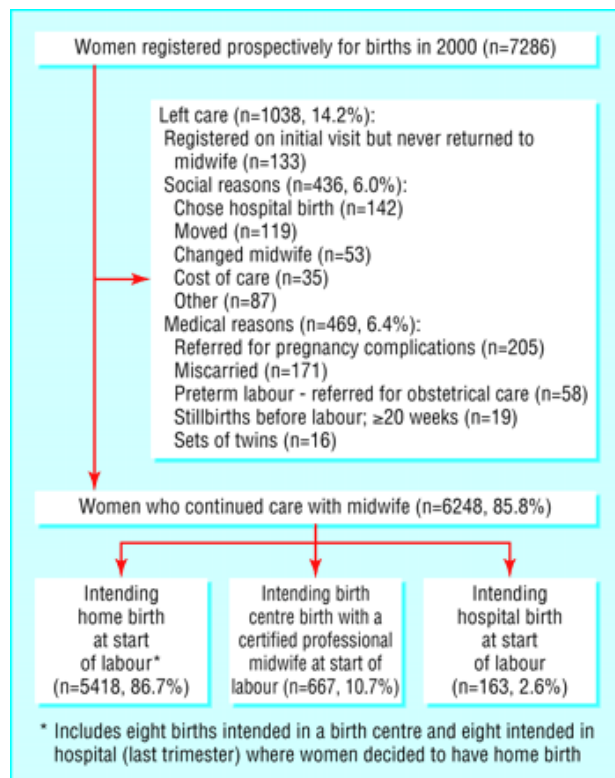 Women registered prospectively for births in 2000 (n=7286)
Left care (n=1038, 14.2%):
Registered on initial visit but never returned to
midwife (n=133)
Social reasons (n=436, 6.0%):
Chose hospital birth (n=142)
Moved (n=119)
Changed midwife (n=53)
Cost of care (n=35)
Other (n=87)
Medical reasons (n=469, 6.4%):
Referred for pregnancy complications (n=205)
Miscarried (n=171)
Preterm labour - referred for obstetrical care (n=58)
Stillbirths before labour; ≥20 weeks (n=19)
Sets of twins (n=16)
Women who continued care with midwife (n=6248, 85.8%)
Intending
home birth
at start
of labour*
(n=5418, 86.7%)
Intending birth
centre birth with a
certified professional
midwife at start of
labour (n=667, 10.7%)
Intending
hospital birth
at start
of labour
(n=163, 2.6%)
* Includes eight births intended in a birth centre and eight intended in
hospital (last trimester) where women decided to have home birth